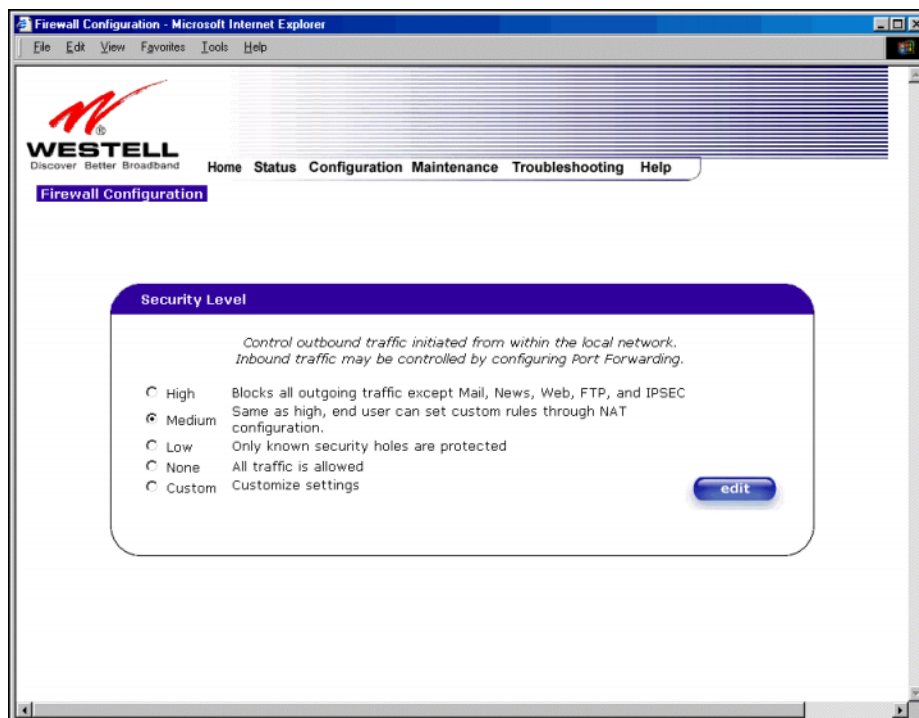 Firewall Configuration - Microsoft Internet Explorer
File Edit View Favorites Tools Help
WESTELL
®
Discover Better Broadband
Home Status Configuration Maintenance Troubleshooting Help
Firewall Configuration
Security Level
Control outbound traffic initiated from within the local network.
Inbound traffic may be controlled by configuring Port Forwarding.
High Blocks all outgoing traffic except Mail, News, Web, FTP, and IPSEC
Medium Same as high, end user can set custom rules through NAT
configuration.
Low Only known security holes are protected
None All traffic is allowed
Custom Customize settings
edit